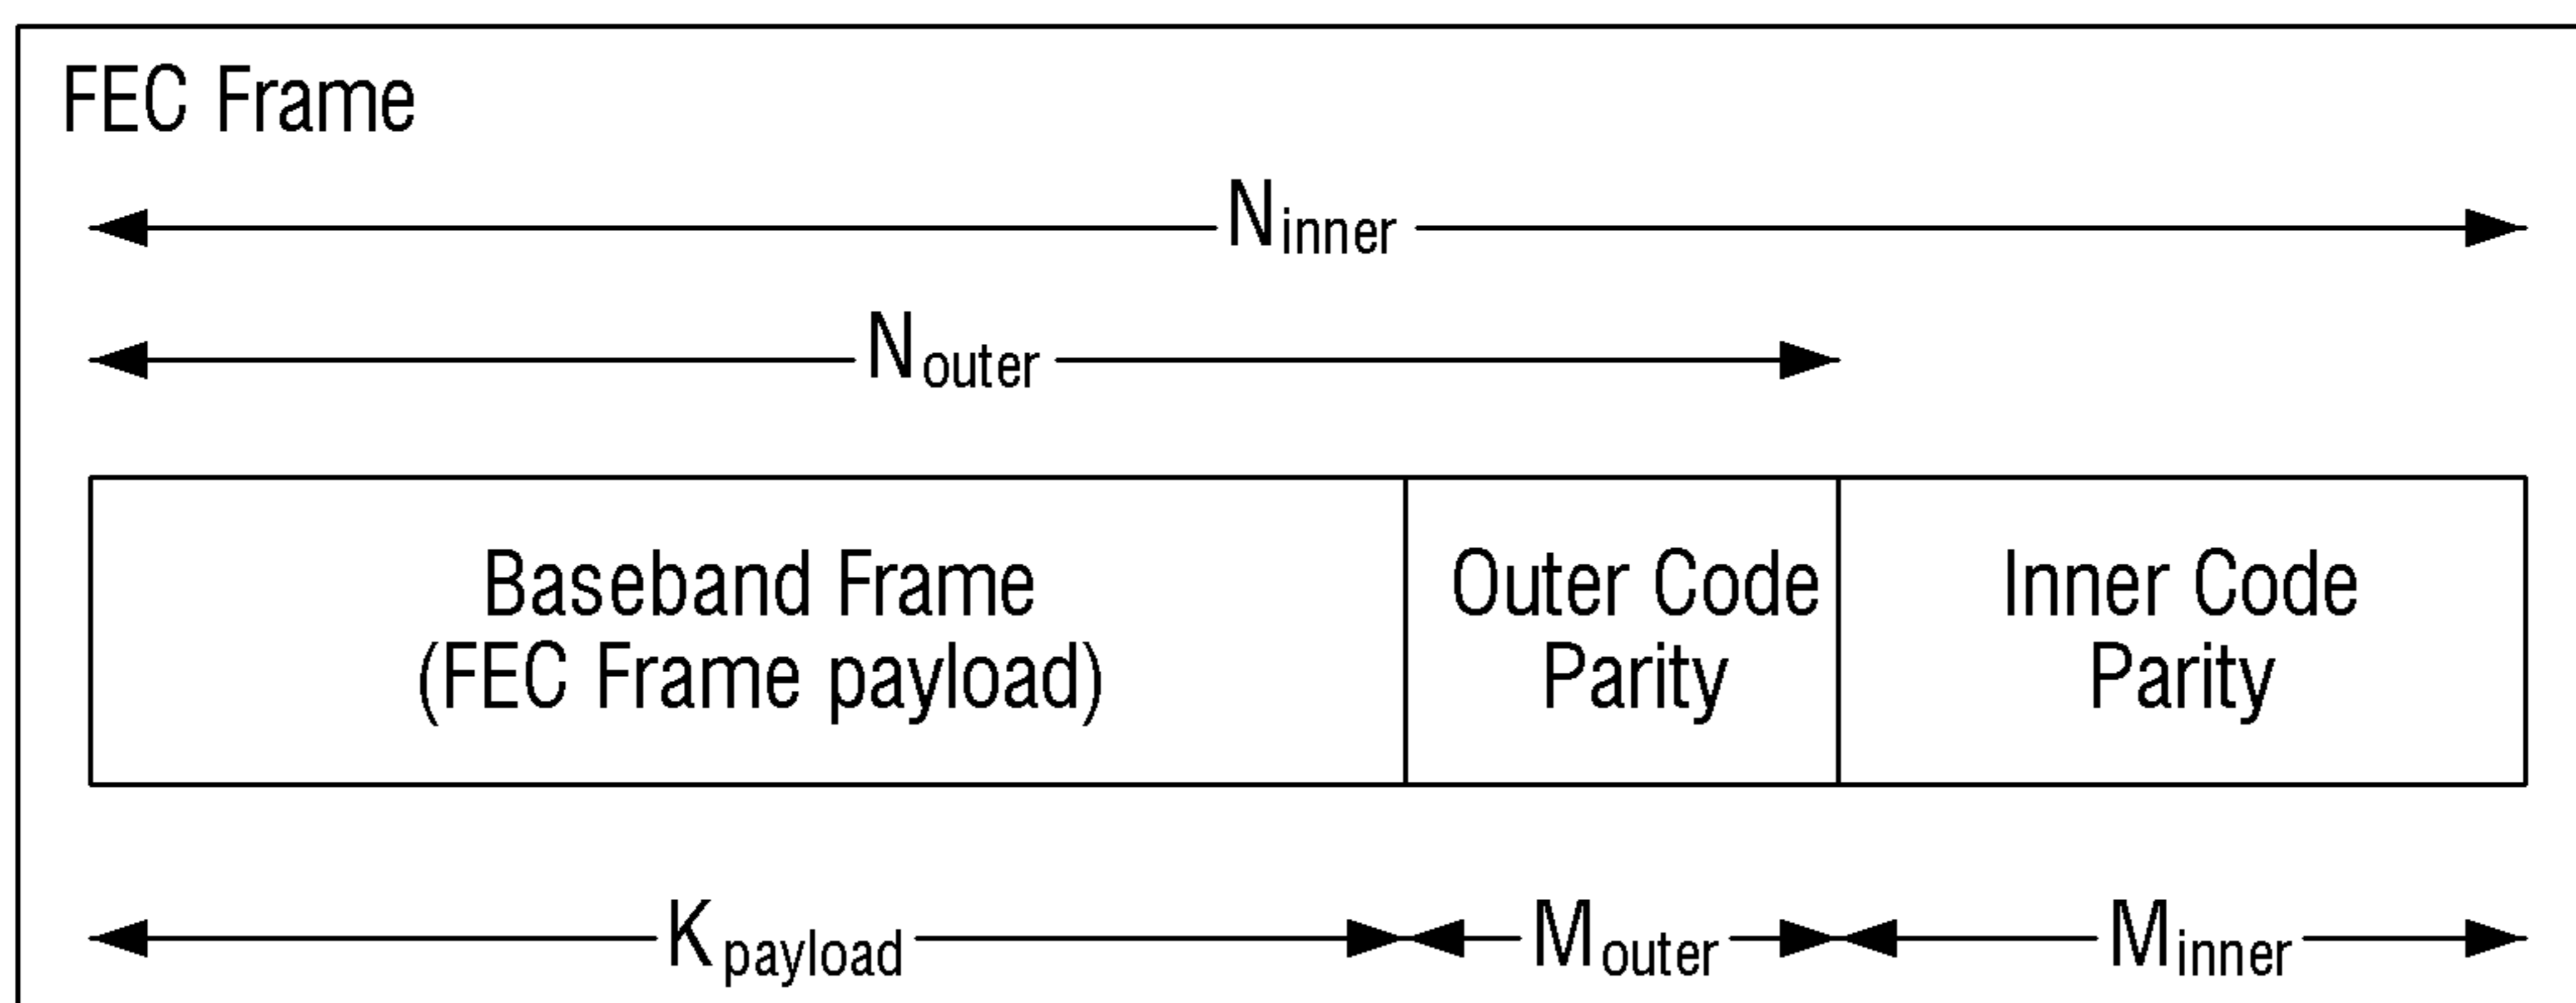 FEC Frame
Ninner
Nouter
Baseband Frame
(FEC Frame payload)
Outer Code
Parity
Inner Code
Parity
Kpayload
Mouter
Minner